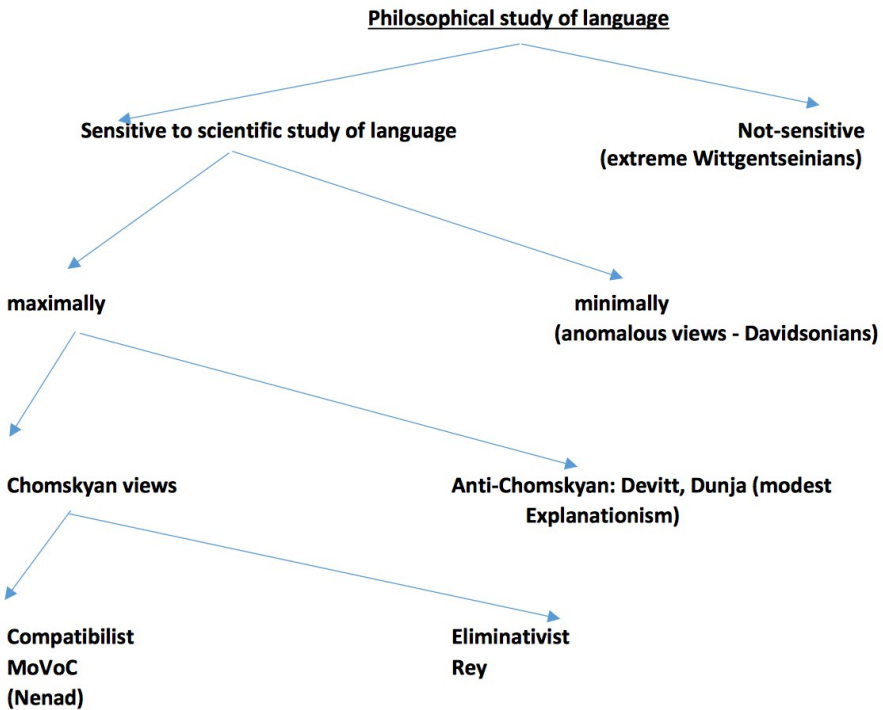 Philosophical study of language
Sensitive to scientific study of language
Not-sensitive
(extreme Wittgentseinians)
maximally
minimally
(anomalous views - Davidsonians)
Chomskyan views
Anti-Chomskyan: Devitt, Dunja (modest
Explanationism)
Compatibilist
MoVoC
(Nenad)
Eliminativist
Rey